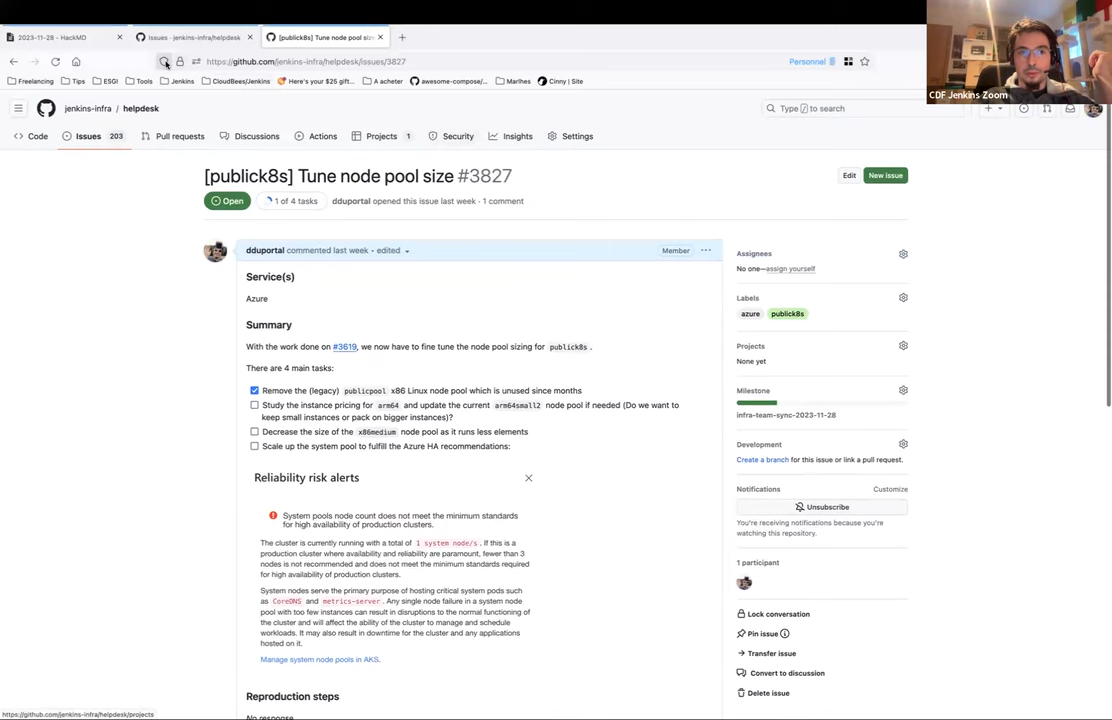 2023-11-28 - HackMD
Issues · jenkins-infra/helpdesk
[publick8s] Tune node pool size
https://github.com/jenkins-infra/helpdesk/issues/3827
Personnel
Freelancing
Tips
ESGI
Tools
Jenkins
CloudBees/Jenkins
Here's your $25 gift...
A acheter
awesome-compose/...
Marlhes
Cinny | Site
CDF Jenkins Zoom
jenkins-infra / helpdesk
Type / to search
Code
Issues 203
Pull requests
Discussions
Actions
Projects 1
Security
Insights
Settings
[publick8s] Tune node pool size #3827
Edit
New issue
Open
1 of 4 tasks
dduportal opened this issue last week · 1 comment
dduportal commented last week • edited
Member
Service(s)
Azure
Summary
With the work done on #3619, we now have to fine tune the node pool sizing for publick8s.
There are 4 main tasks:
Remove the (legacy) publicpool x86 Linux node pool which is unused since months
Study the instance pricing for arm64 and update the current arm64small2 node pool if needed (Do we want to
keep small instances or pack on bigger instances)?
Decrease the size of the x86medium node pool as it runs less elements
Scale up the system pool to fulfill the Azure HA recommendations:
Reliability risk alerts
System pools node count does not meet the minimum standards
for high availability of production clusters.
The cluster is currently running with a total of 1 system node/s. If this is a
production cluster where availability and reliability are paramount, fewer than 3
nodes is not recommended and does not meet the minimum standards required
for high availability of production clusters.
System nodes serve the primary purpose of hosting critical system pods such
as CoreDNS and metrics-server. Any single node failure in a system node
pool with too few instances can result in disruptions to the normal functioning of
the cluster and will affect the ability of the cluster to manage and schedule
workloads. It may also result in downtime for the cluster and any applications
hosted on it.
Manage system node pools in AKS.
Reproduction steps
No response
Assignees
No one—assign yourself
Labels
azure
publick8s
Projects
None yet
Milestone
infra-team-sync-2023-11-28
Development
Create a branch for this issue or link a pull request.
Notifications
Customize
Unsubscribe
You're receiving notifications because you're
watching this repository.
1 participant
Lock conversation
Pin issue
Transfer issue
Convert to discussion
Delete issue
https://github.com/jenkins-infra/helpdesk/projects